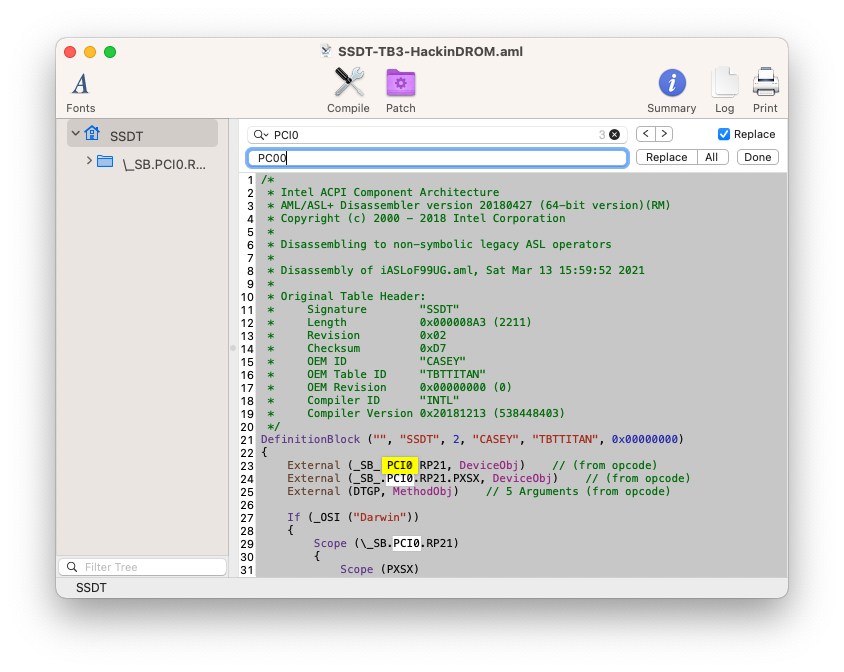 SSDT-TB3-HackinDROM.aml
A
Fonts
Compile
Patch
Summary
Log
Print
SSDT
\_SB.PCI0.R...
PCI0
3
Replace
PC00
Replace
All
Done
1 /*
2 * Intel ACPI Component Architecture
3 * AML/ASL+ Disassembler version 20180427 (64-bit version)(RM)
4 * Copyright (c) 2000 - 2018 Intel Corporation
5 *
6 * Disassembling to non-symbolic legacy ASL operators
7 *
8 * Disassembly of iASLoF99UG.aml, Sat Mar 13 15:59:52 2021
9 *
10 * Original Table Header:
11 *     Signature        "SSDT"
12 *     Length           0x000008A3 (2211)
13 *     Revision         0x02
14 *     Checksum         0xD7
15 *     OEM ID           "CASEY"
16 *     OEM Table ID     "TBTTITAN"
17 *     OEM Revision     0x00000000 (0)
18 *     Compiler ID      "INTL"
19 *     Compiler Version 0x20181213 (538448403)
20 */
21 DefinitionBlock ("", "SSDT", 2, "CASEY", "TBTTITAN", 0x00000000)
22 {
23     External (_SB_.PCI0.RP21, DeviceObj)    // (from opcode)
24     External (_SB_.PCI0.RP21.PXSX, DeviceObj)    // (from opcode)
25     External (DTGP, MethodObj)    // 5 Arguments (from opcode)
26
27     If (_OSI ("Darwin"))
28     {
29         Scope (\_SB.PCI0.RP21)
30         {
31             Scope (PXSX)
Filter Tree
SSDT